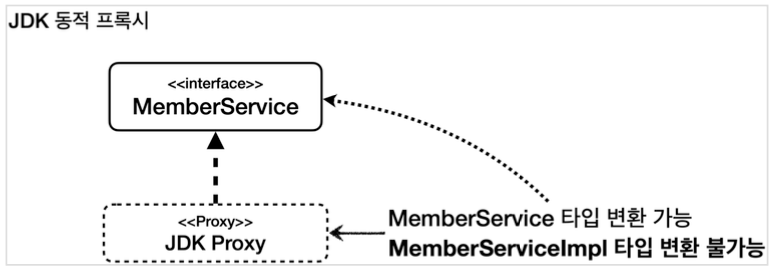 JDK 동적 프록시
<<interface>>
MemberService
<<Proxy>>
JDK Proxy
MemberService 타입 변환 가능
MemberServiceImpl 타입 변환 불가능